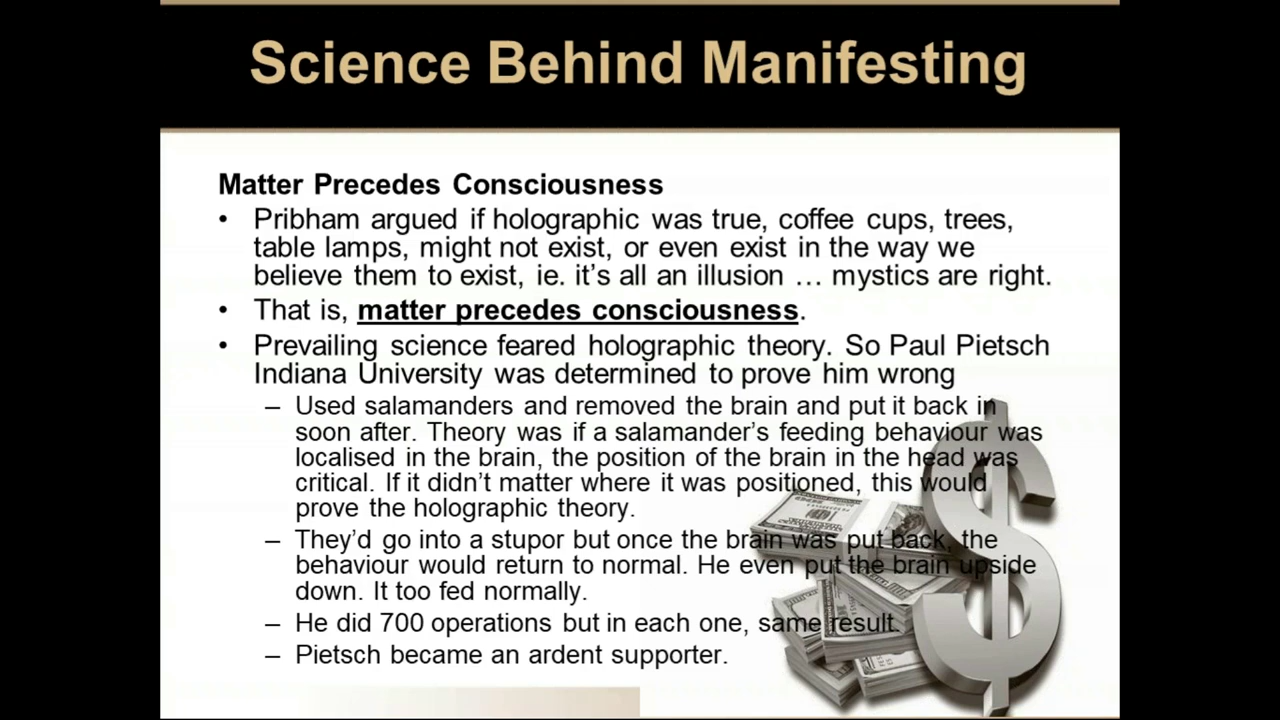 Science Behind Manifesting
Matter Precedes Consciousness
• Pribham argued if holographic was true, coffee cups, trees,
table lamps, might not exist, or even exist in the way we
believe them to exist, ie. it's all an illusion … mystics are right.
• That is, matter precedes consciousness.
• Prevailing science feared holographic theory. So Paul Pietsch
Indiana University was determined to prove him wrong
– Used salamanders and removed the brain and put it back in
soon after. Theory was if a salamander's feeding behaviour was
localised in the brain, the position of the brain in the head was
critical. If it didn't matter where it was positioned, this would
prove the holographic theory.
– They'd go into a stupor but once the brain was put back, the
behaviour would return to normal. He even put the brain upside
down. It too fed normally.
– He did 700 operations but in each one, same result.
– Pietsch became an ardent supporter.